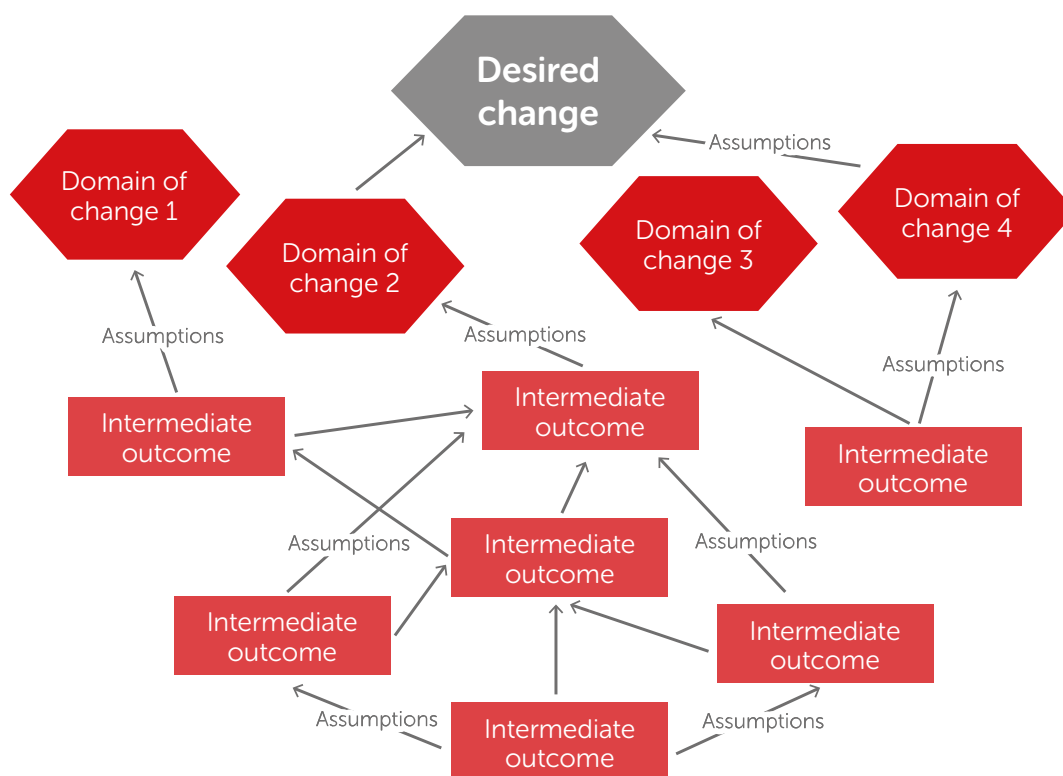 Desired
change
Assumptions
Domain of
change 1
Domain of
change 2
Domain of
change 3
Domain of
change 4
Assumptions
Assumptions
Assumptions
Intermediate
outcome
Intermediate
outcome
Intermediate
outcome
Assumptions
Intermediate
outcome
Assumptions
Intermediate
outcome
Intermediate
outcome
Assumptions
Intermediate
outcome
Assumptions